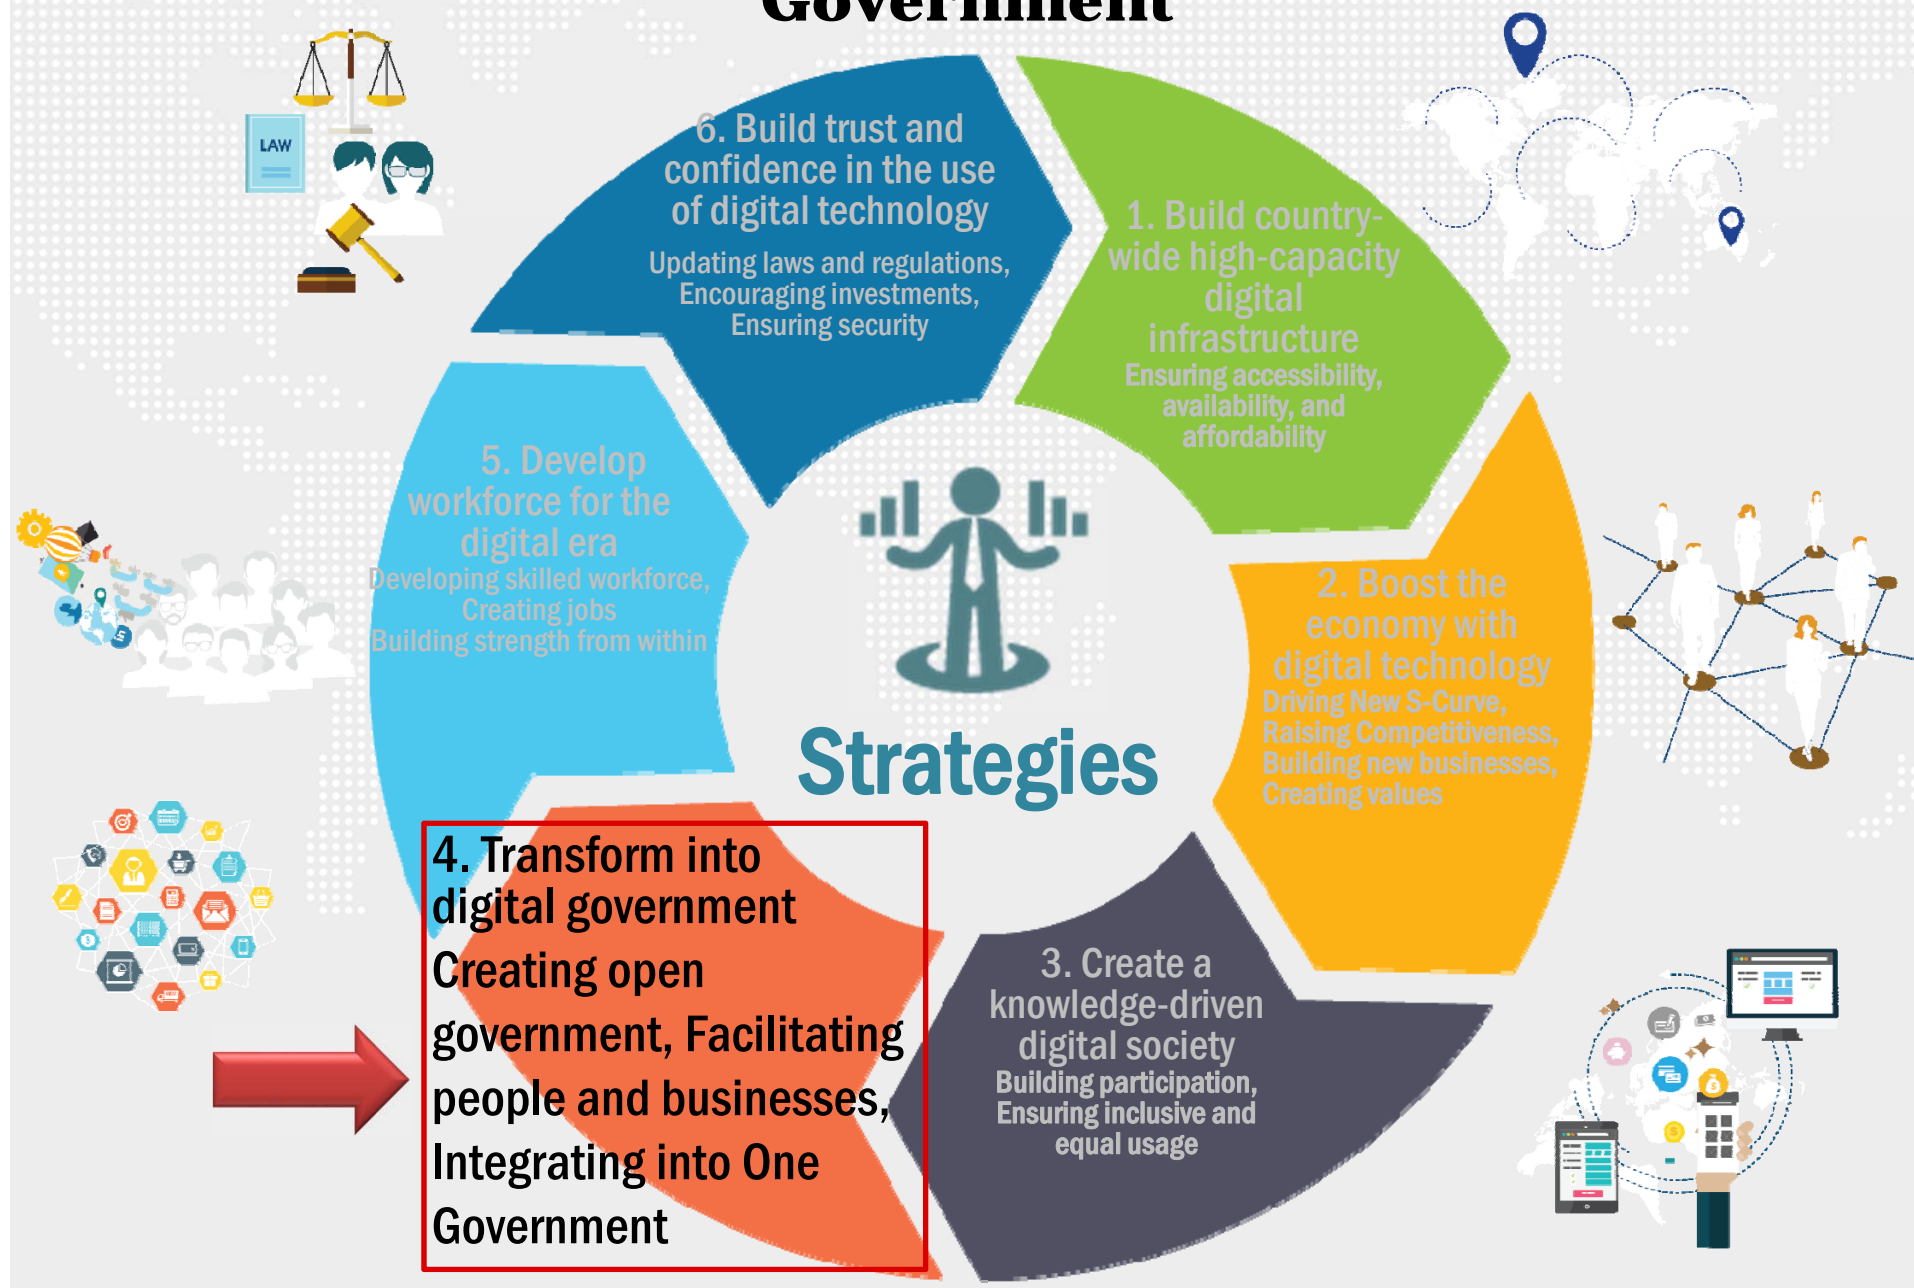 Government
LAW
6. Build trust and
confidence in the use
of digital technology
Updating laws and regulations,
Encouraging investments,
Ensuring security
1. Build country-
wide high-capacity
digital
infrastructure
Ensuring accessibility,
availability, and
affordability
5. Develop
workforce for the
digital era
Developing skilled workforce,
Creating jobs
Building strength from within
2. Boost the
economy with
digital technology
Driving New S-Curve,
Raising Competitiveness,
Building new businesses,
Creating values
Strategies
4. Transform into
digital government
Creating open
government, Facilitating
people and businesses,
Integrating into One
Government
3. Create a
knowledge-driven
digital society
Building participation,
Ensuring inclusive and
equal usage